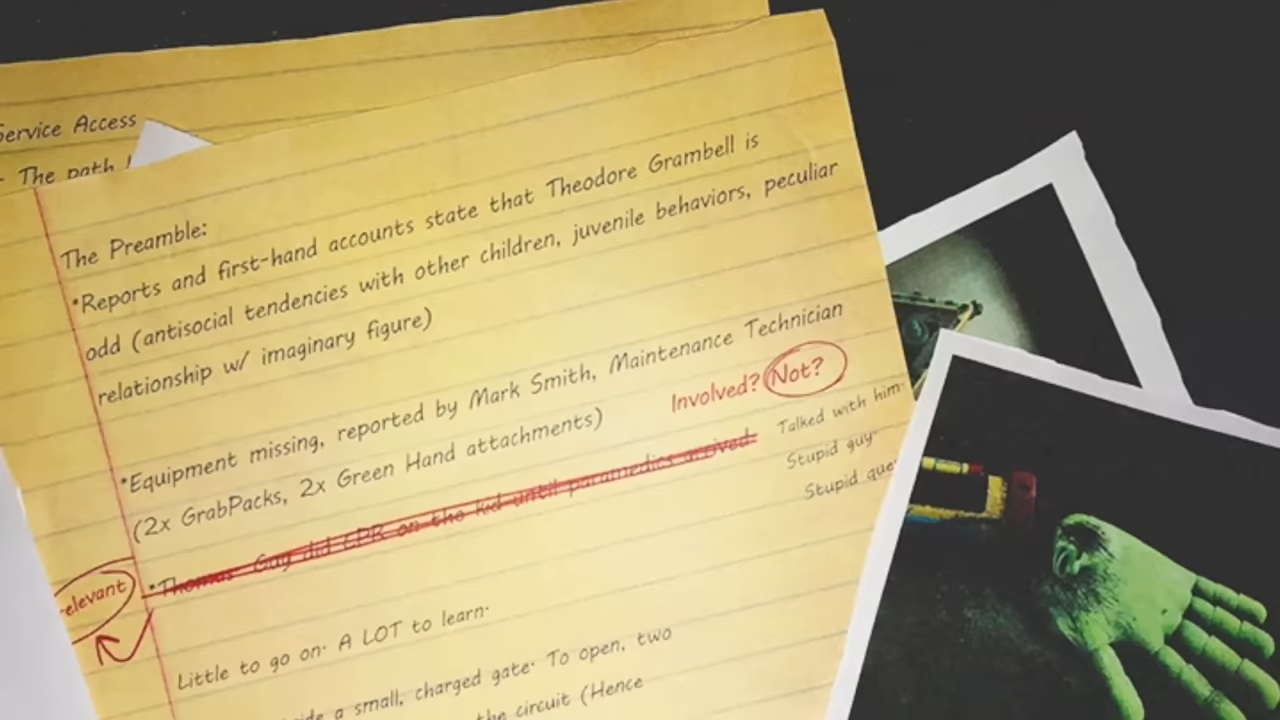 Service Access
- The path
The Preamble:
•Reports and first-hand accounts state that Theodore Grambell is
odd (antisocial tendencies with other children, juvenile behaviors, peculiar
relationship w/ imaginary figure)
•Equipment missing, reported by Mark Smith, Maintenance Technician
(2x GrabPacks, 2x Green Hand attachments)
Involved? Not?
Talked with him.
Stupid guy.
Stupid
•Thomas Gay did CPR on the kid until paramedics arrived.
Little to go on. A LOT to learn.
a small, charged gate. To open, two
the circuit (Hence